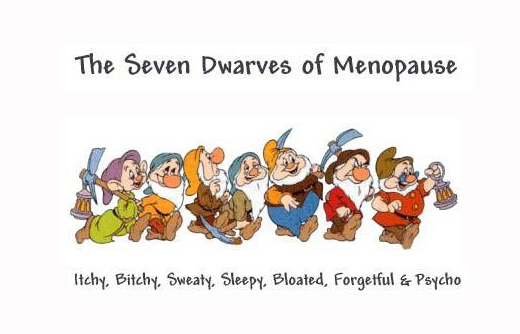 The Seven Dwarves of Menopause
Itchy, Bitchy, Sweaty, Sleepy, Bloated, Forgetful & Psycho